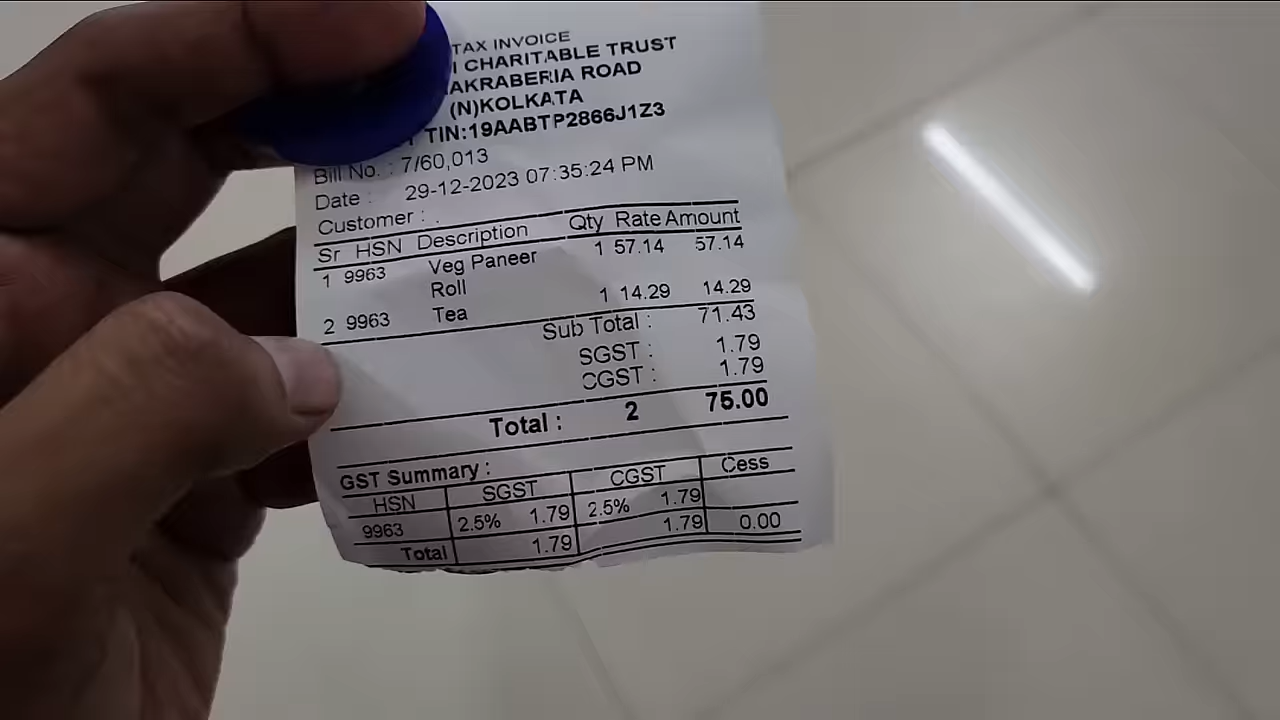 TAX INVOICE
CHARITABLE TRUST
AKRABERIA ROAD
(N)KOLKATA
TIN:19AABTP2866J1Z3
Bill No. : 7/60,013
Date : 29-12-2023 07:35:24 PM
Customer : .
Sr HSN Description Qty Rate Amount
1 9963 Veg Paneer 1 57.14 57.14
Roll
2 9963 Tea 1 14.29 14.29
Sub Total : 71.43
SGST : 1.79
CGST : 1.79
Total : 2 75.00
GST Summary :
HSN SGST CGST Cess
9963 2.5% 1.79 2.5% 1.79
Total 1.79 1.79 0.00